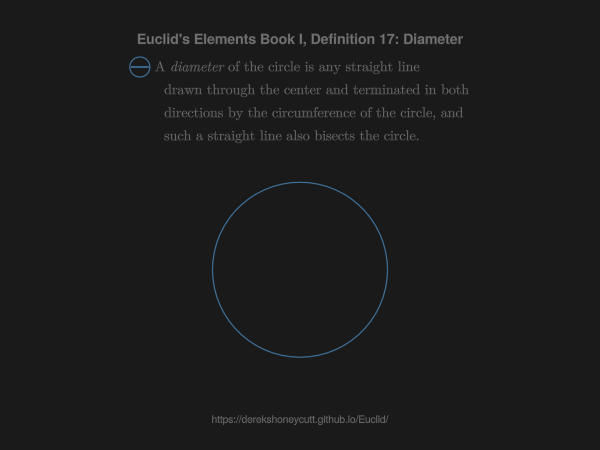 Euclid's Elements Book I, Definition 17: Diameter
A diameter of the circle is any straight line
drawn through the center and terminated in both
directions by the circumference of the circle, and
such a straight line also bisects the circle.
https://derekshoneycutt.github.io/Euclid/